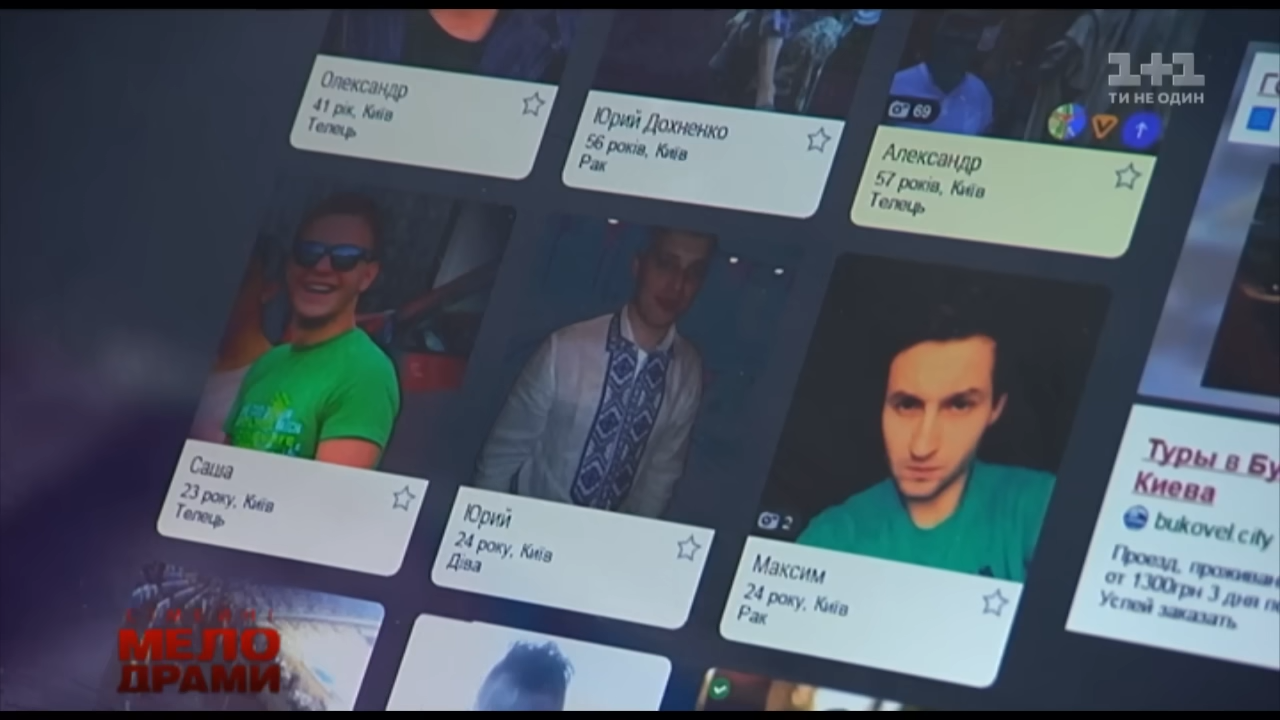 Олександр
41 рік, Київ
Телець
Юрий Дохненко
56 років, Київ
Рак
69
Александр
57 років, Київ
Телець
1+1
ТИ НЕ ОДИН
Саша
23 року, Київ
Телець
Юрий
24 року, Київ
Діва
2
Максим
24 року, Київ
Рак
Туры в Бу
Киева
bukovel.city
Проезд, проживан
от 1300грн 3 дня п
Успей заказать
МЕЛО
ДРАМИ